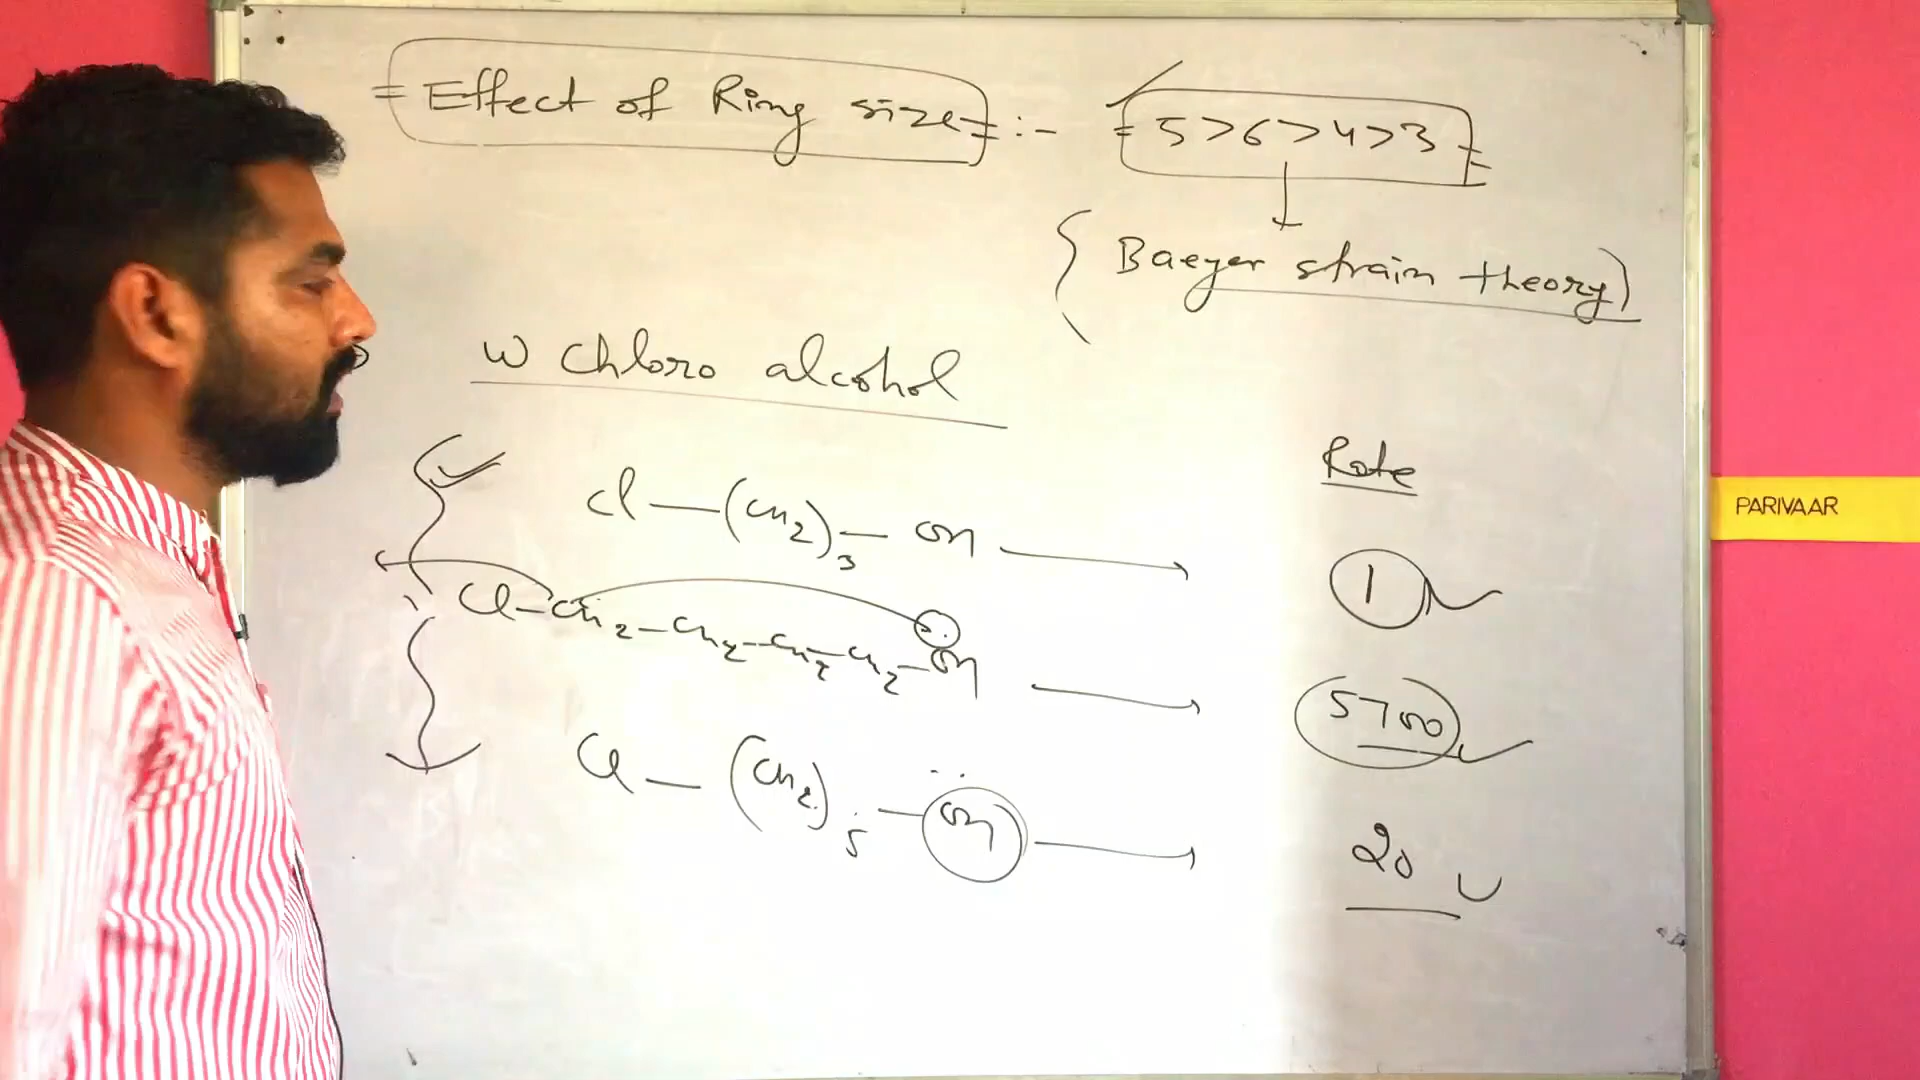 = Effect of Ring size = :- = 5>6>4>3 =
{ Baeyer strain theory )
w chloro alcohol
Rate
Cl—(CH2)3—OH ⟶ 1
Cl-CH2-CH2-CH2-CH2-OH ⟶ 5700
Cl—(CH2)5—OH ⟶ 20
PARIVAAR